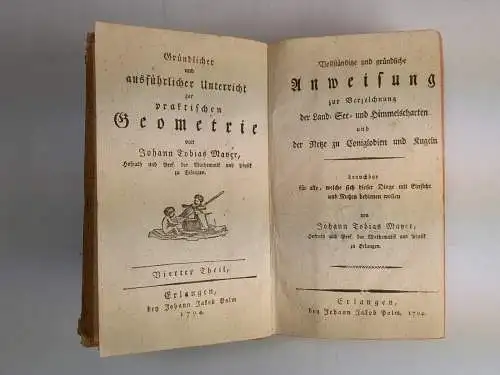 Gründlicher
und
ausführlicher Unterricht
zur
praktischen
Geometrie
von
Johann Tobias Mayer,
Hofrath und Prof. der Mathematik und Physik
zu Erlangen.
Vierter Theil,
Erlangen,
bey Johann Jakob Palm
1794.
Vollständige und gründliche
Anweisung
zur Verzeichnung
der Land- See- und Himmelscharten
und
der Netze zu Coniglobien und Kugeln
brauchbar
für alle, welche sich dieser Dinge mit Einsicht
und Nutzen bedienen wollen
von
Johann Tobias Mayer,
Hofrath und Prof. der Mathematik und Physik
zu Erlangen.
Erlangen,
bey Johann Jakob Palm, 1794.